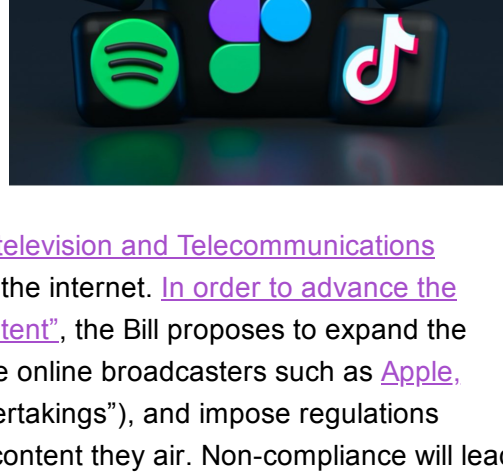 television and Telecommunications
the internet. In order to advance the
tent”, the Bill proposes to expand the
e online broadcasters such as Apple,
ertakings”), and impose regulations
content they air. Non-compliance will lead